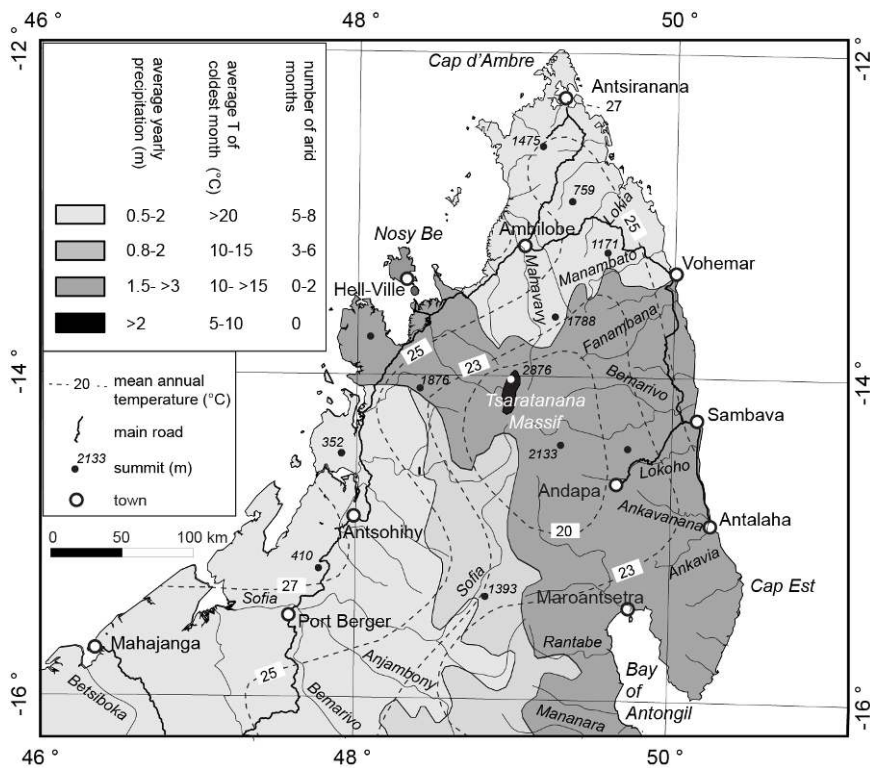 46 °
48 °
50 °
-12°
-12°
average yearly
precipitation (m)
average T of
coldest month (°C)
number of arid
months
0.5-2
>20
5-8
0.8-2
10-15
3-6
1.5- >3
10- >15
0-2
>2
5-10
0
20
mean annual
temperature (°C)
main road
2133
summit (m)
town
0
50
100 km
Cap d'Ambre
Antsiranana
27
1475
759
Lokia
25
Nosy Be
Ambilobe
1171
Manambato
Vohemar
Hell-Ville
Mahavavy
1788
Fanambana
25
23
-14°
-14°
1876
2876
Bemarivo
Tsaratanana
Massif
Sambava
352
2133
Lokoho
Andapa
Antsohihy
Ankavanana
Antalaha
20
Ankavia
410
Sofia
1393
23
Cap Est
27
Sofia
Maroantsetra
Port Berger
Mahajanga
Rantabe
Anjambony
Bay
of
Antongil
25
Betsiboka
Bemarivo
-16°
-16°
Mananara
46 °
48 °
50 °